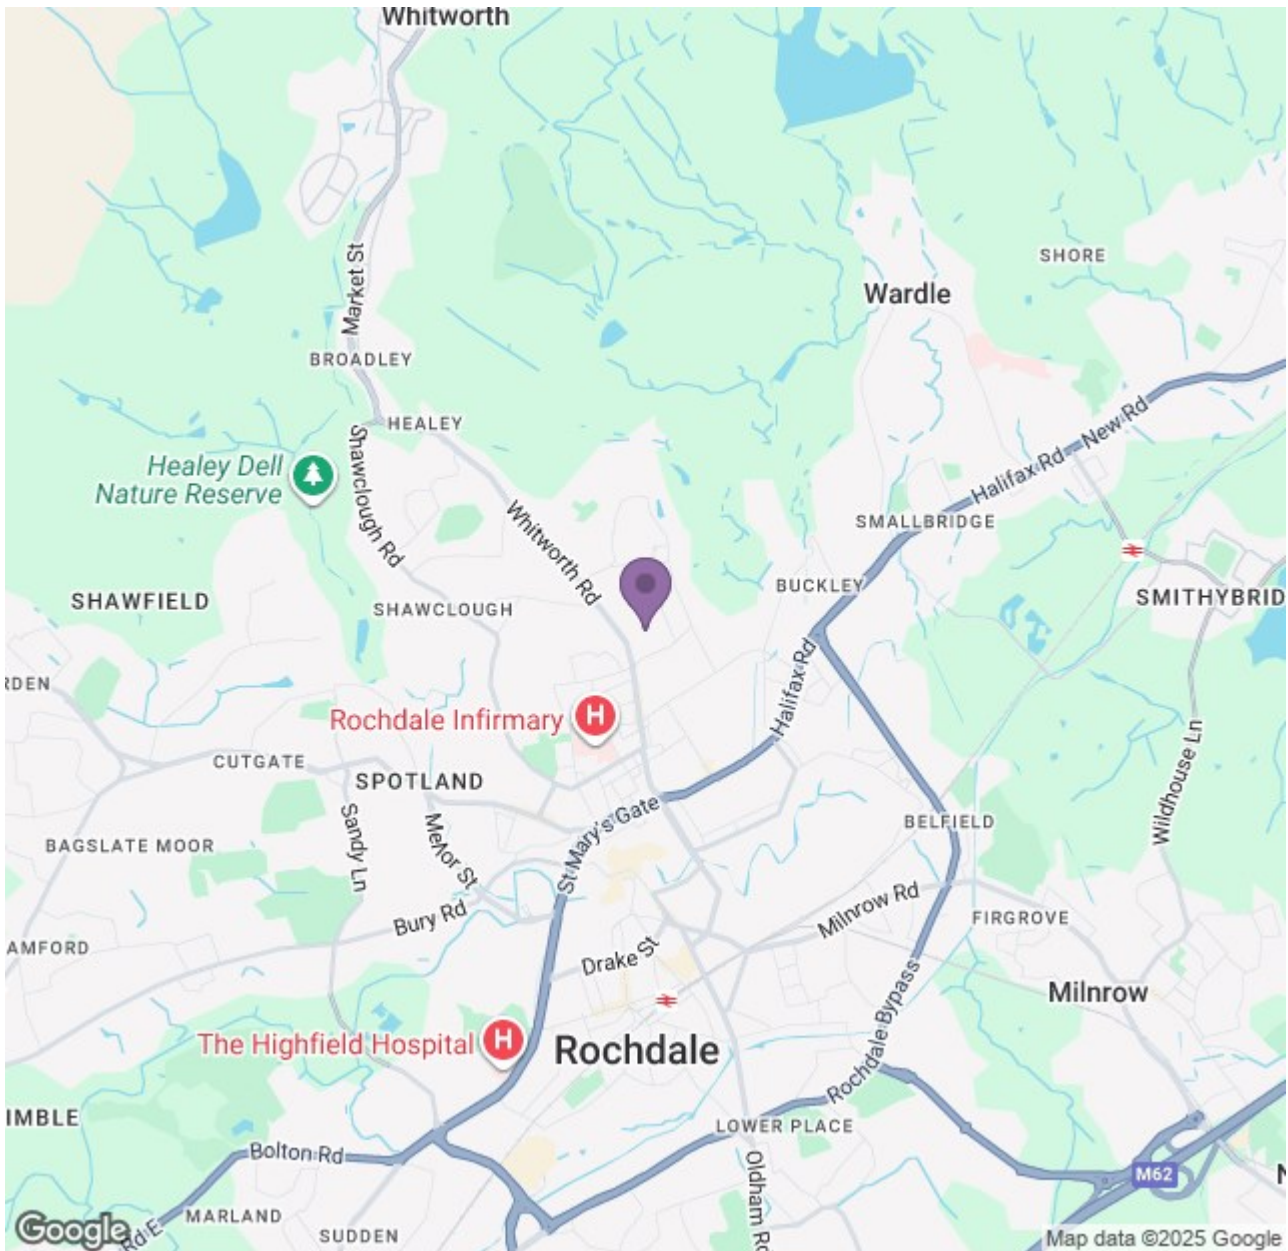 Whitworth
SHORE
Wardle
Market St
BROADLEY
HEALEY
Halifax Rd
New Rd
Healey Dell
Nature Reserve
Shawclough Rd
Whitworth Rd
SMALLBRIDGE
BUCKLEY
SHAWFIELD
SHAWCLOUGH
SMITHYBRID
RDEN
Halifax Rd
H
Rochdale Infirmary
CUTGATE
SPOTLAND
Wildhouse Ln
St Mary's Gate
BELFIELD
BAGSLATE MOOR
Sandy Ln
Mellor St
Bury Rd
Milnrow Rd
FIRGROVE
AMFORD
Drake St
Milnrow
Rochdale Bypass
H
The Highfield Hospital
Rochdale
IMBLE
LOWER PLACE
Bolton Rd
Oldham Rd
M62
N
MARLAND
SUDDEN
Rd E
Google
Map data ©2025 Google